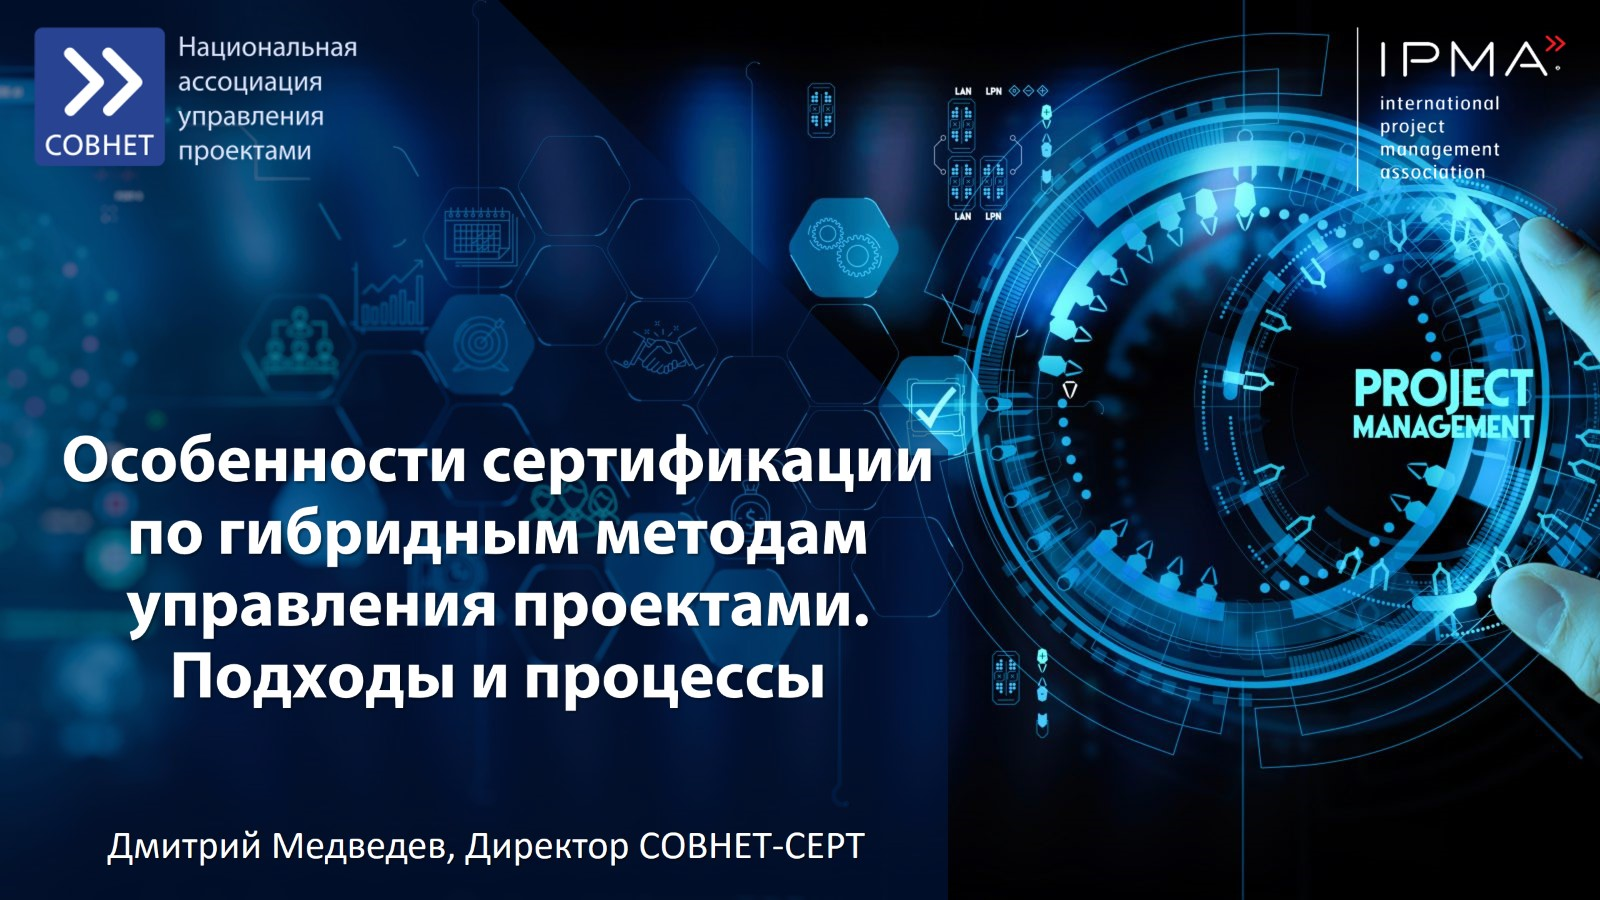 Национальная
ассоциация
управления
проектами
СОВНЕТ
IPMA
international
project
management
association
LAN LPN
LAN LPN
PROJECT
MANAGEMENT
Особенности сертификации
по гибридным методам
управления проектами.
Подходы и процессы
Дмитрий Медведев, Директор СОВНЕТ-СЕРТ